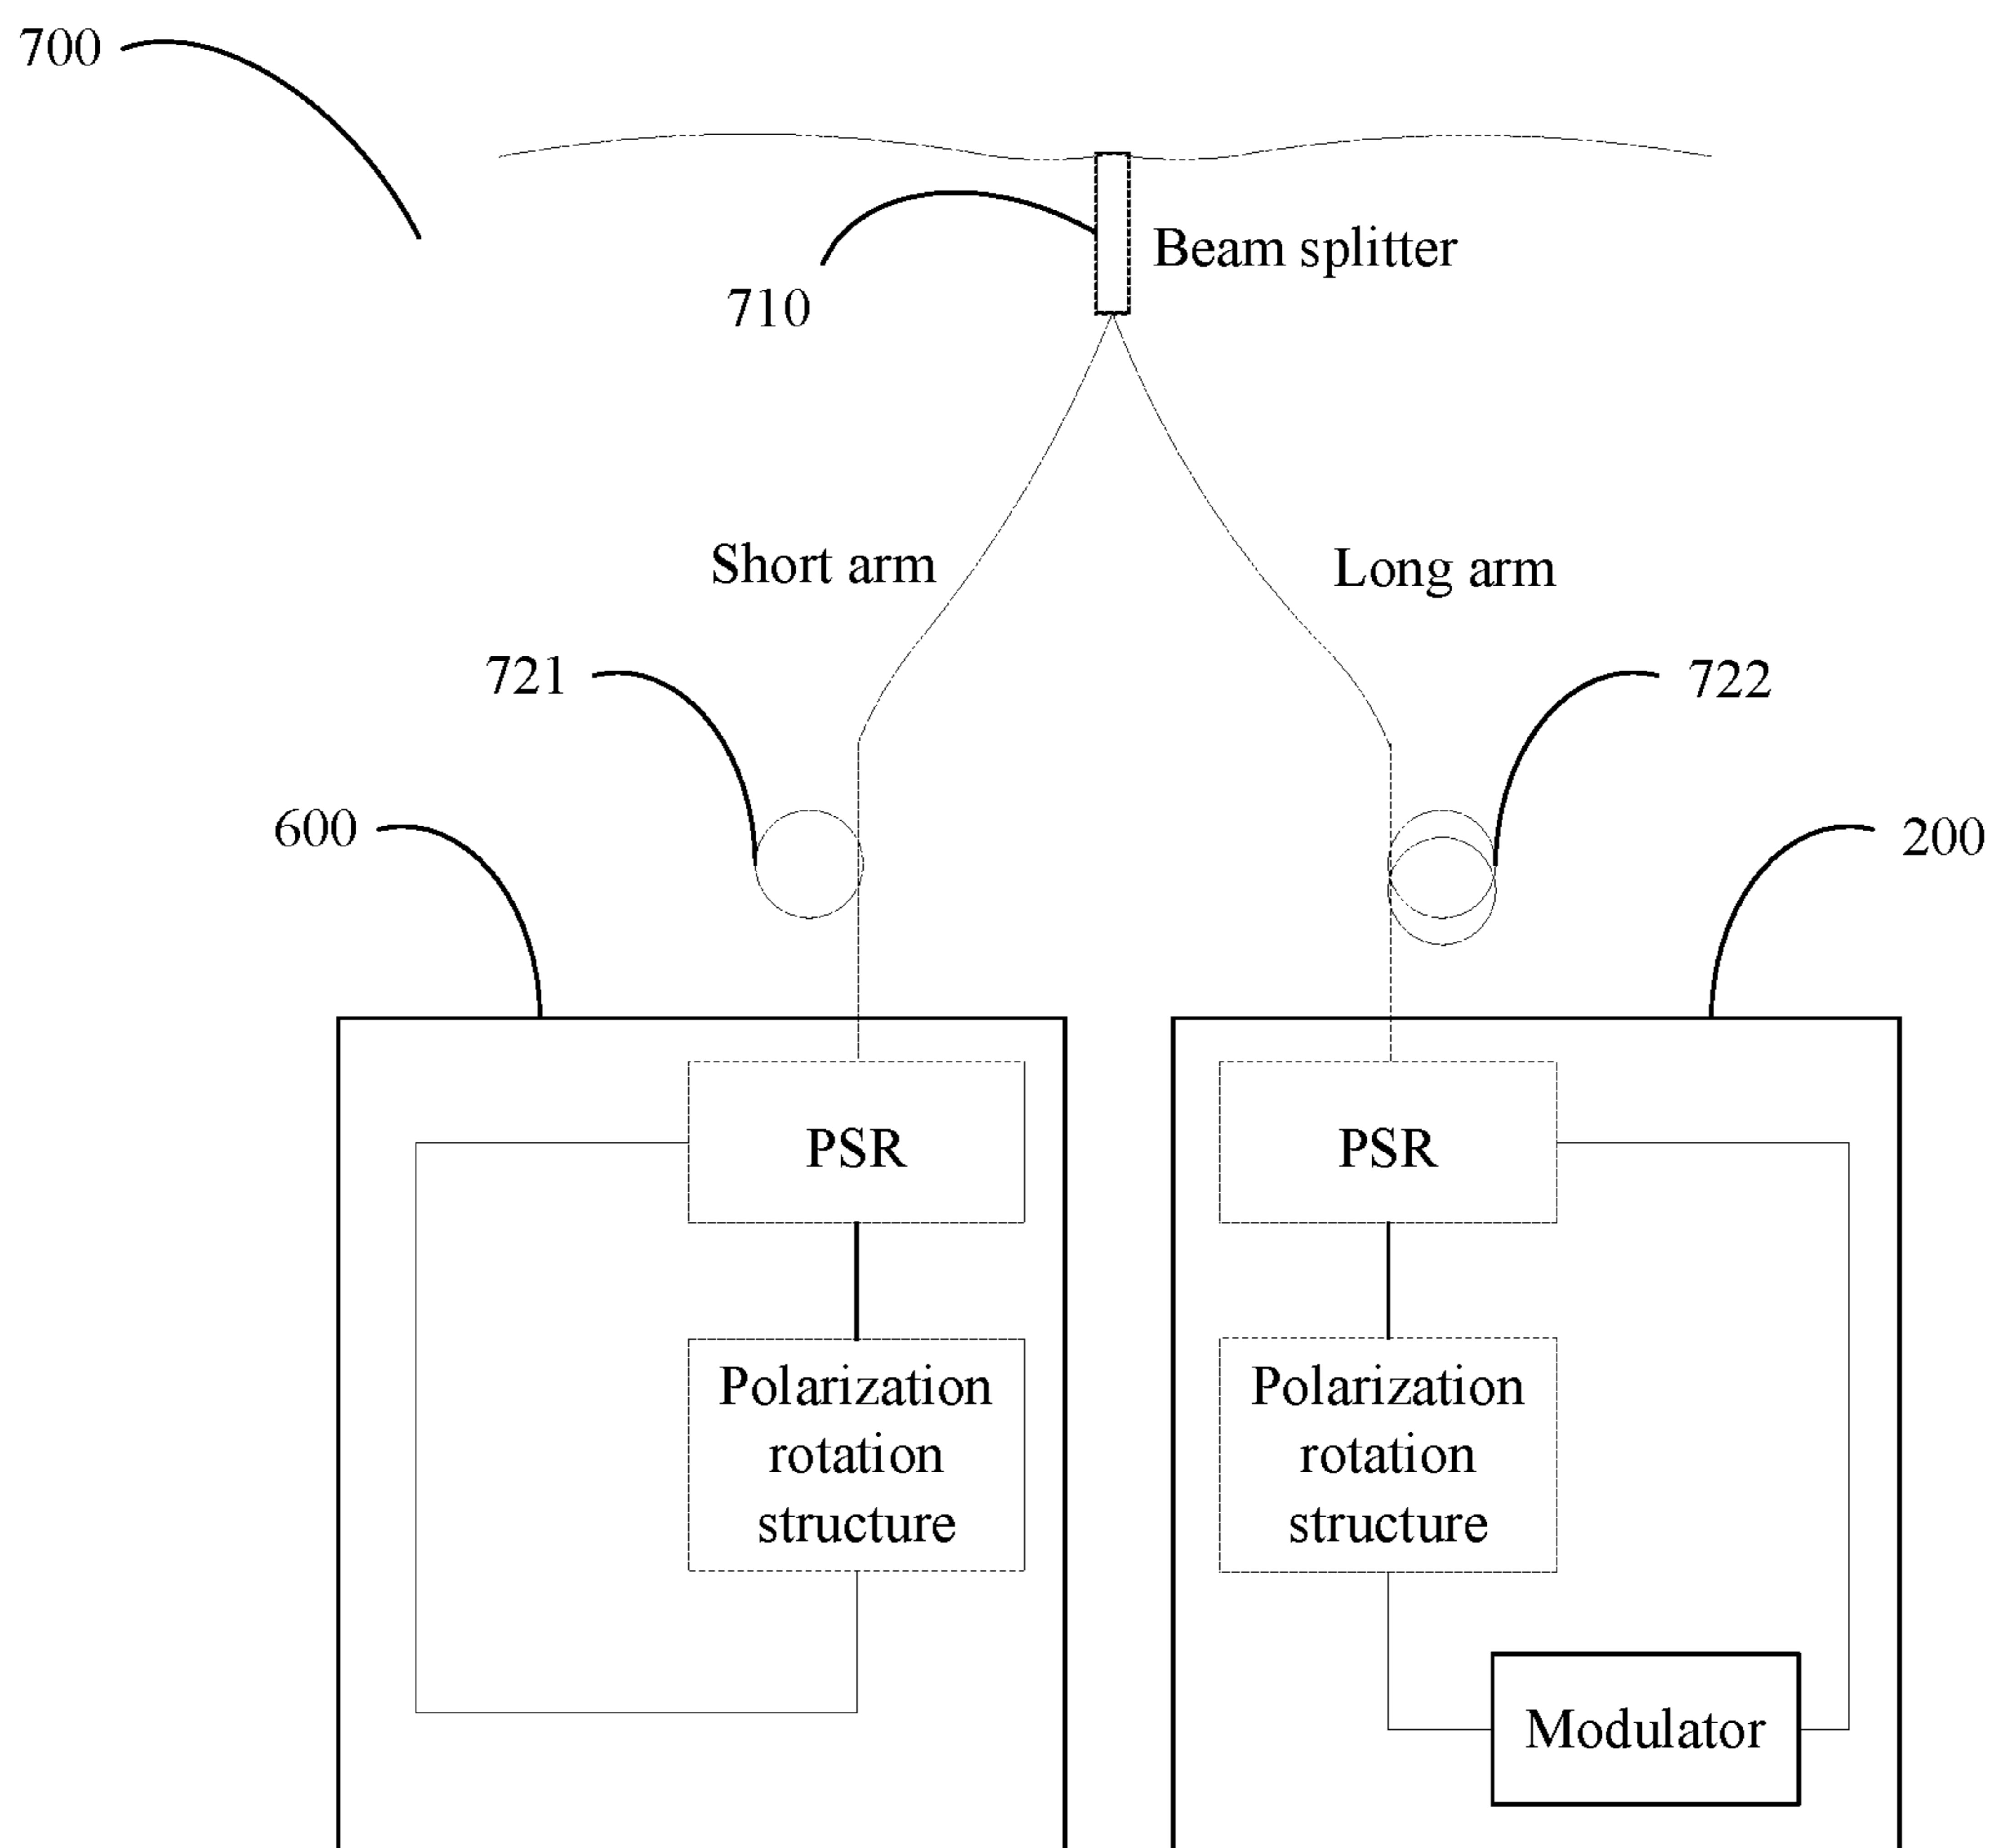 700
Beam splitter
710
Short arm
Long arm
721
722
600
200
PSR
PSR
Polarization
rotation
structure
Polarization
rotation
structure
Modulator